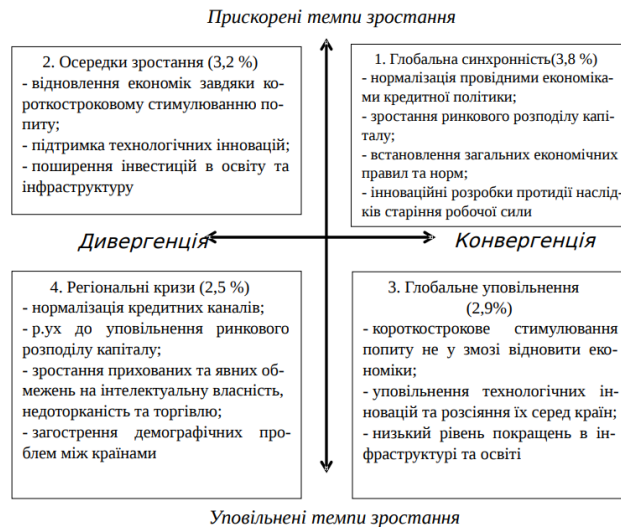 Прискорені темпи зростання
2. Осередки зростання (3,2 %)
- відновлення економік завдяки ко-
роткостроковому стимулюванню по-
питу;
- підтримка технологічних інновацій;
- поширення інвестицій в освіту та
інфраструктуру
1. Глобальна синхронність(3,8 %)
- нормалізація провідними економіка-
ми кредитної політики;
- зростання ринкового розподілу капі-
талу;
- встановлення загальних економічних
правил та норм;
- інноваційні розробки протидії наслід-
ків старіння робочої сили
Дивергенція
Конвергенція
4. Регіональні кризи (2,5 %)
- нормалізація кредитних каналів;
- р.ух до уповільнення ринкового
розподілу капіталу;
- зростання прихованих та явних об-
межень на інтелектуальну власність,
недоторканість та торгівлю;
- загострення демографічних про-
блем між країнами
3. Глобальне уповільнення
(2,9%)
- короткострокове стимулювання
попиту не у змозі відновити еко-
номіки;
- уповільнення технологічних ін-
новацій та розсіяння їх серед країн;
- низький рівень покращень в ін-
фраструктурі та освіті
Уповільнені темпи зростання